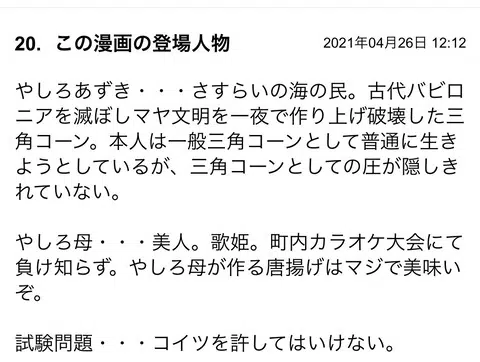 20. この漫画の登場人物
2021年04月26日 12:12
やしろあずき・・・さすらいの海の民。古代バビロ
ニアを滅ぼしマヤ文明を一夜で作り上げ破壊した三
角コーン。本人は一般三角コーンとして普通に生き
ようとしているが、三角コーンとしての圧が隠しき
れていない。
やしろ母・・・美人。歌姫。町内カラオケ大会にて
負け知らず。やしろ母が作る唐揚げはマジで美味い
ぞ。
試験問題・・・コイツを許してはいけない。